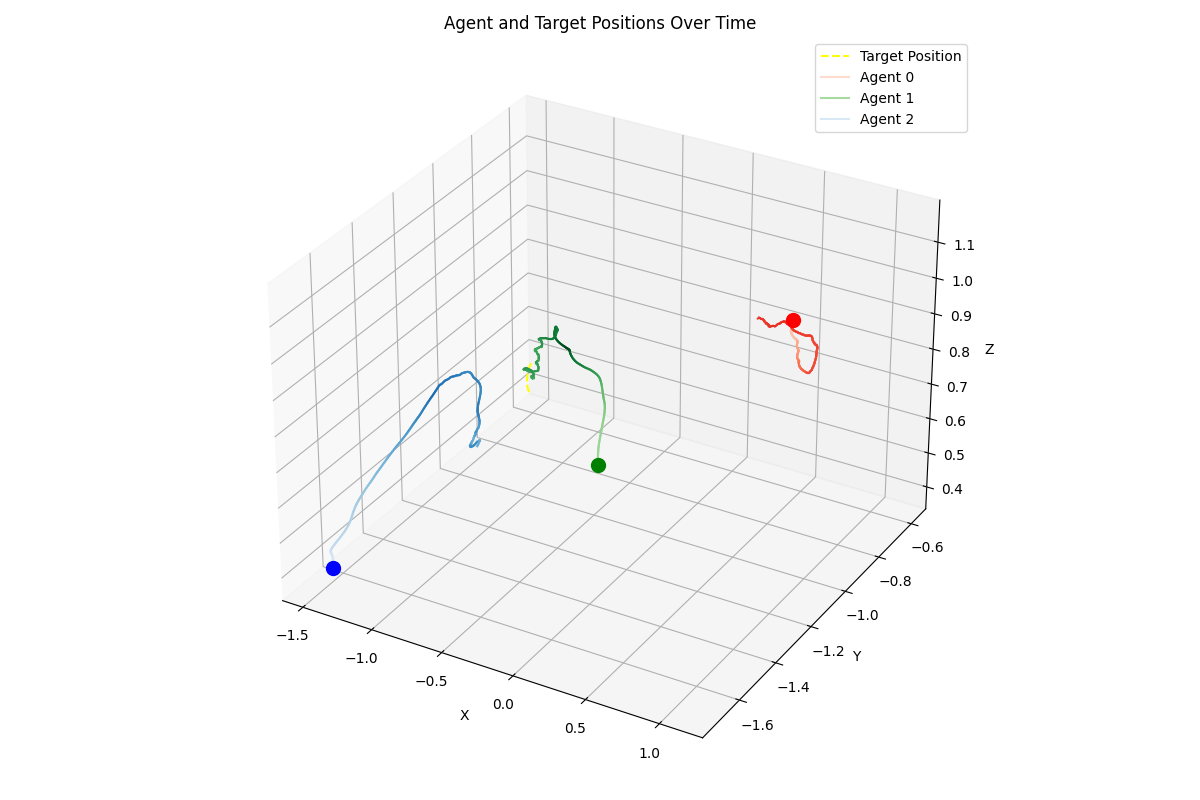 Agent and Target Positions Over Time
Target Position
Agent 0
Agent 1
Agent 2
1.1
1.0
0.9
0.8
0.7
0.6
0.5
0.4
Z
−0.6
−0.8
−1.0
−1.2
−1.4
−1.6
Y
−1.5
−1.0
−0.5
0.0
0.5
1.0
X